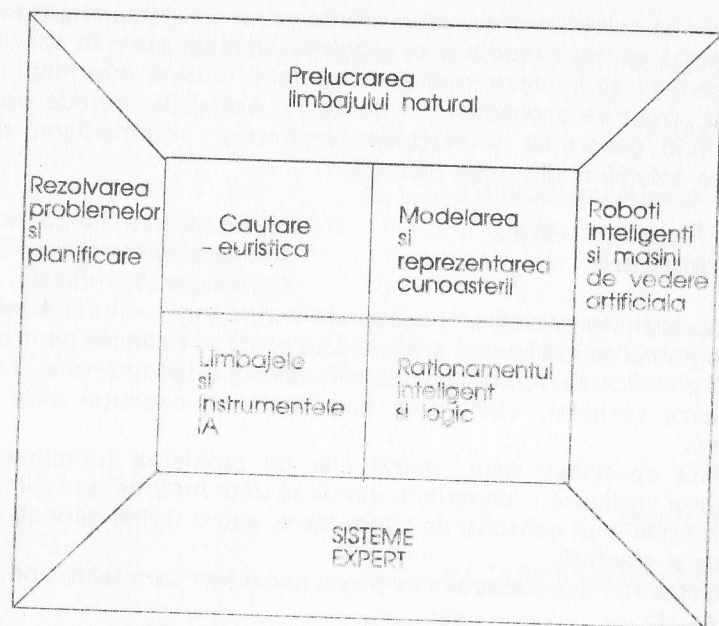 Prelucrarea
limbajului natural
Rezolvarea
problemelor
si
planificare
Cautare
-euristica
Modelarea
si
reprezentarea
cunoasterii
Roboti
inteligenti
si masini
de vedere
artificiala
Limbajele
si
instrumentele
IA
Rationamentul
inteligent
si logic
SISTEME
EXPERT